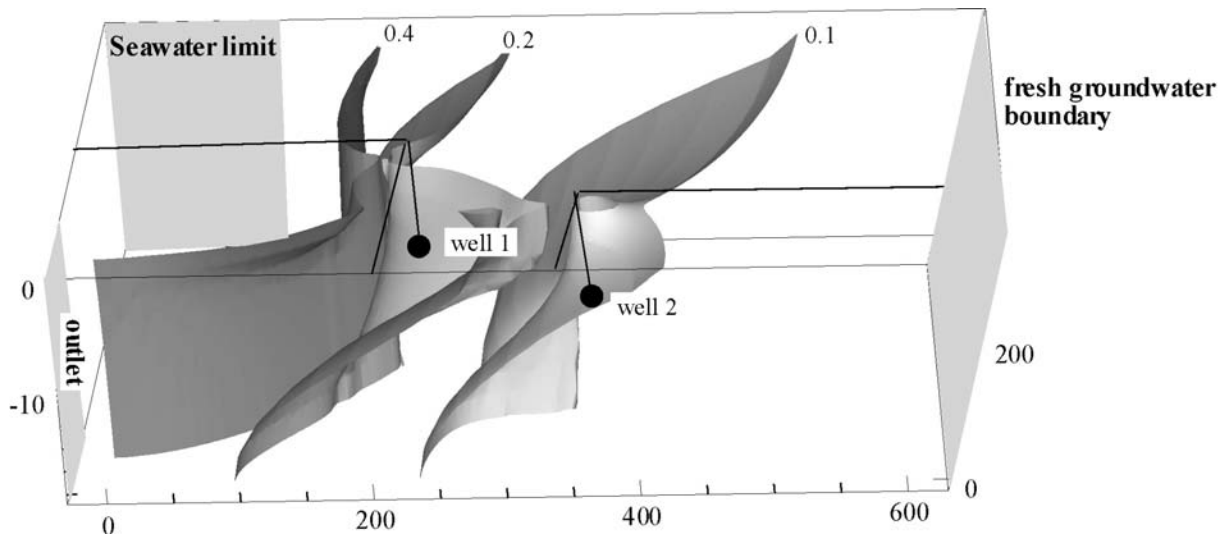 0.4
0.2
0.1
Seawater limit
fresh groundwater
boundary
well 1
well 2
0
outlet
-10
200
0
0
200
400
600